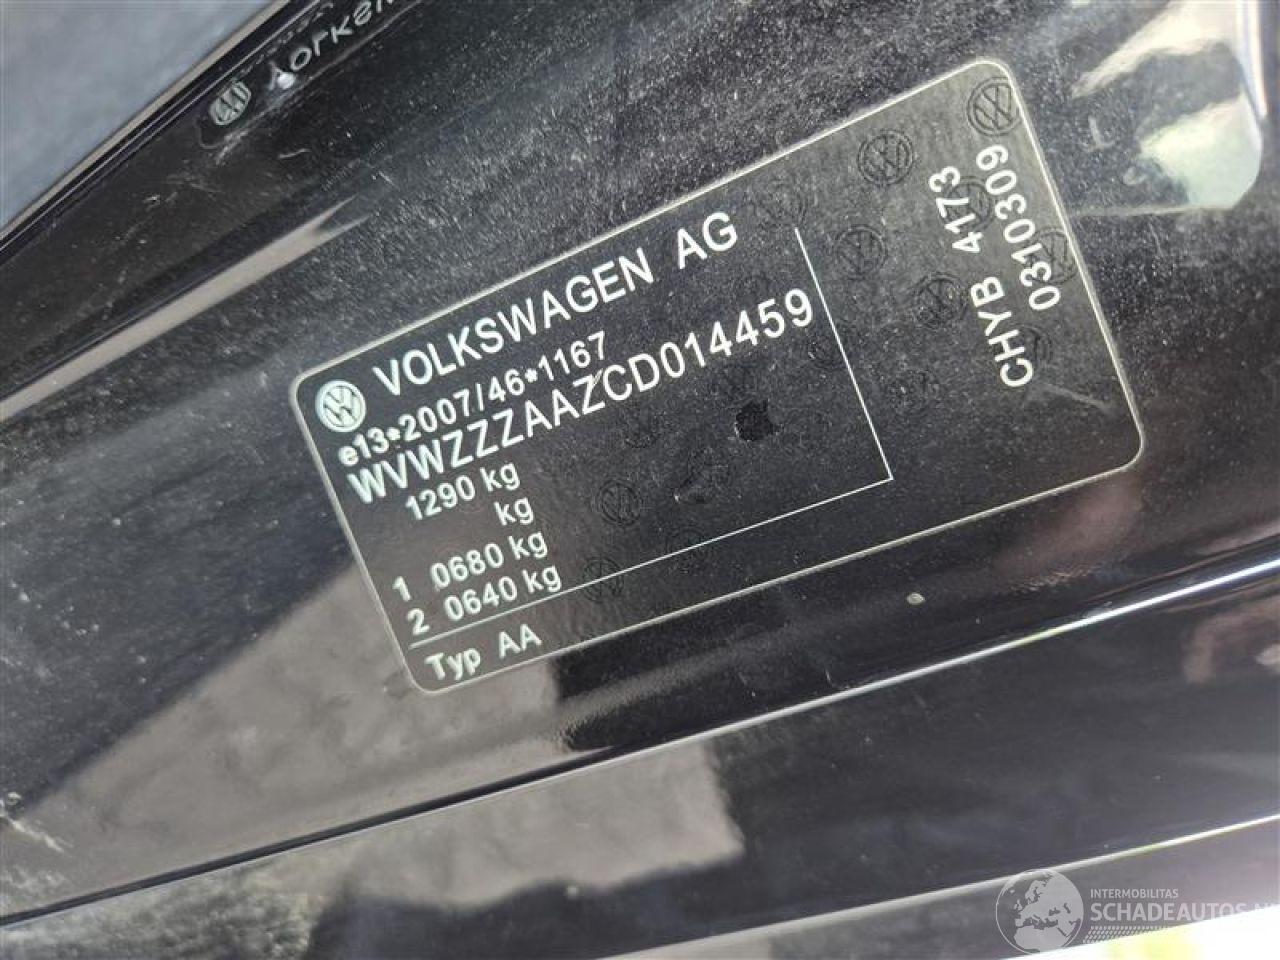 VOLKSWAGEN AG
e13*2007/46*1167
WVWZZZAAZCD014459
1290 kg
kg
1 0680 kg
2 0640 kg
Typ AA
CHYB 4173
0310309
INTERMOBILITAS
SCHADEAUTOS.N